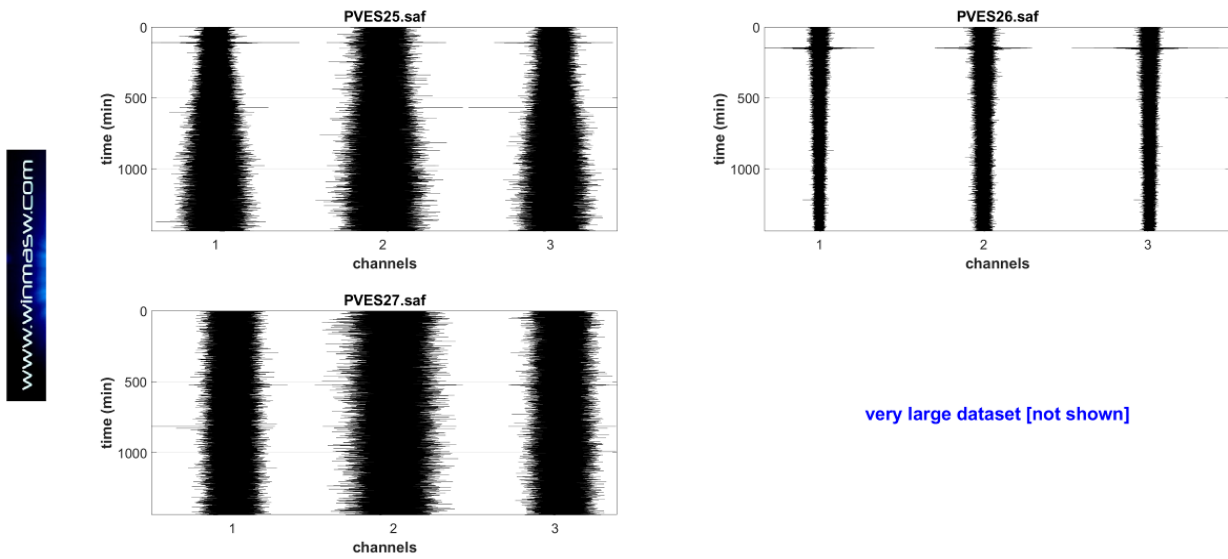 www.winmasw.com
PVES25.saf
0
500
1000
time (min)
1 2 3
channels
PVES26.saf
0
500
1000
time (min)
1 2 3
channels
PVES27.saf
0
500
1000
time (min)
1 2 3
channels
very large dataset [not shown]